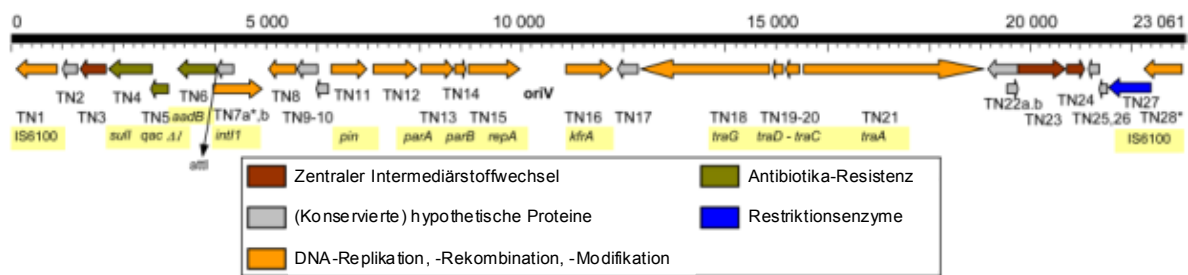 0 5 000 10 000 15 000 20 000 23 061
TN2 TN4 TN6 TN8 TN11 TN12 TN14 oriV TN22a.b TN24 TN27
TN1 TN3 TN5 aadB TN7a*,b TN9-10 TN13 TN15 TN16 TN17 TN18 TN19-20 TN21 TN23 TN25,26 TN28*
IS6100 sulI qac ΔI intI1 pin parA parB repA kfrA traG traD - traC traA IS6100
attI
Zentraler Intermediärstoffwechsel Antibiotika-Resistenz
(Konservierte) hypothetische Proteine Restriktionsenzyme
DNA-Replikation, -Rekombination, -Modifikation